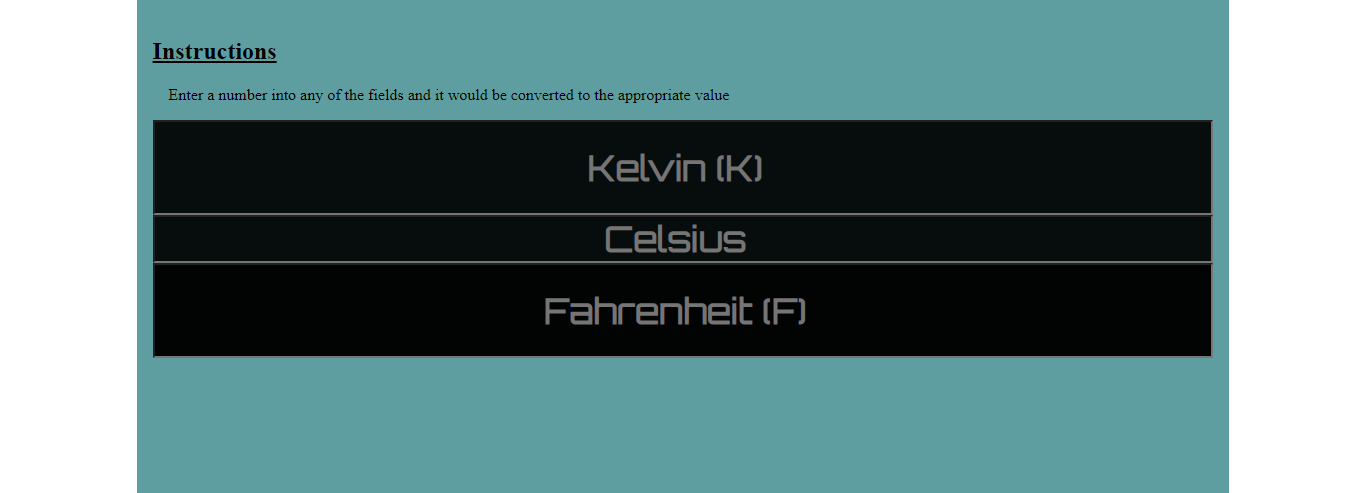 Instructions
Enter a number into any of the fields and it would be converted to the appropriate value
Kelvin (K)
Celsius
Fahrenheit (F)